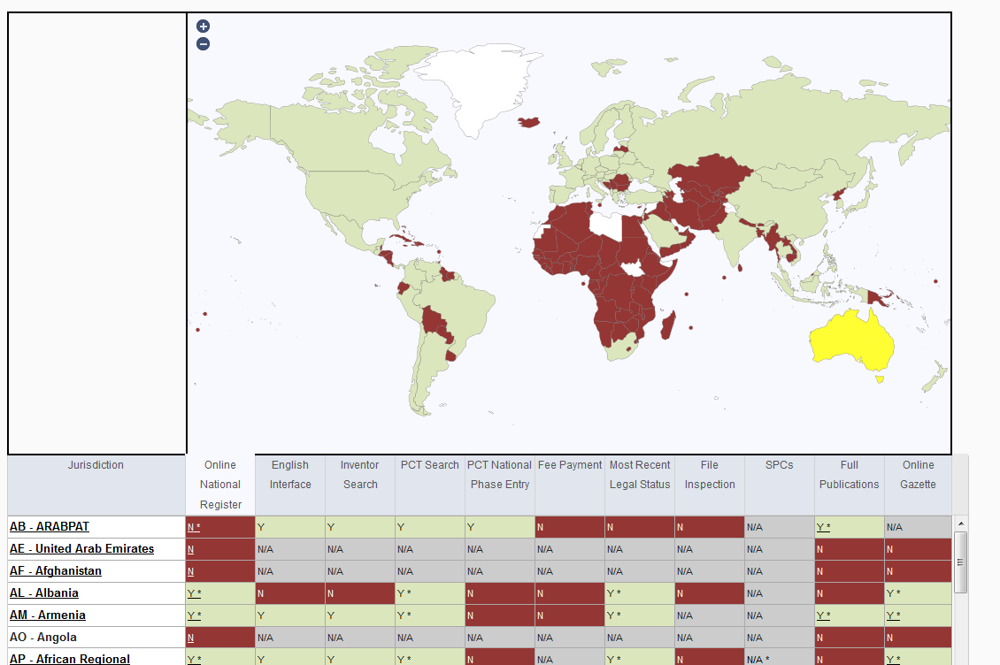 Jurisdiction Online National Register English Interface Inventor Search PCT Search PCT National Phase Entry Fee Payment Most Recent Legal Status File Inspection SPCs Full Publications Online Gazette
AB - ARABPAT N * Y Y Y Y N N N N/A Y * N/A
AE - United Arab Emirates N N/A N/A N/A N/A N/A N/A N/A N/A N N
AF - Afghanistan N N/A N/A N/A N/A N/A N/A N/A N/A N N
AL - Albania Y * N N Y * N N Y * N N/A N Y *
AM - Armenia Y * Y Y Y * N N Y * N/A N/A Y * Y *
AO - Angola N N/A N/A N/A N/A N/A N/A N/A N/A N N
AP - African Regional Y * Y Y Y * N N/A Y * N N/A * N Y *